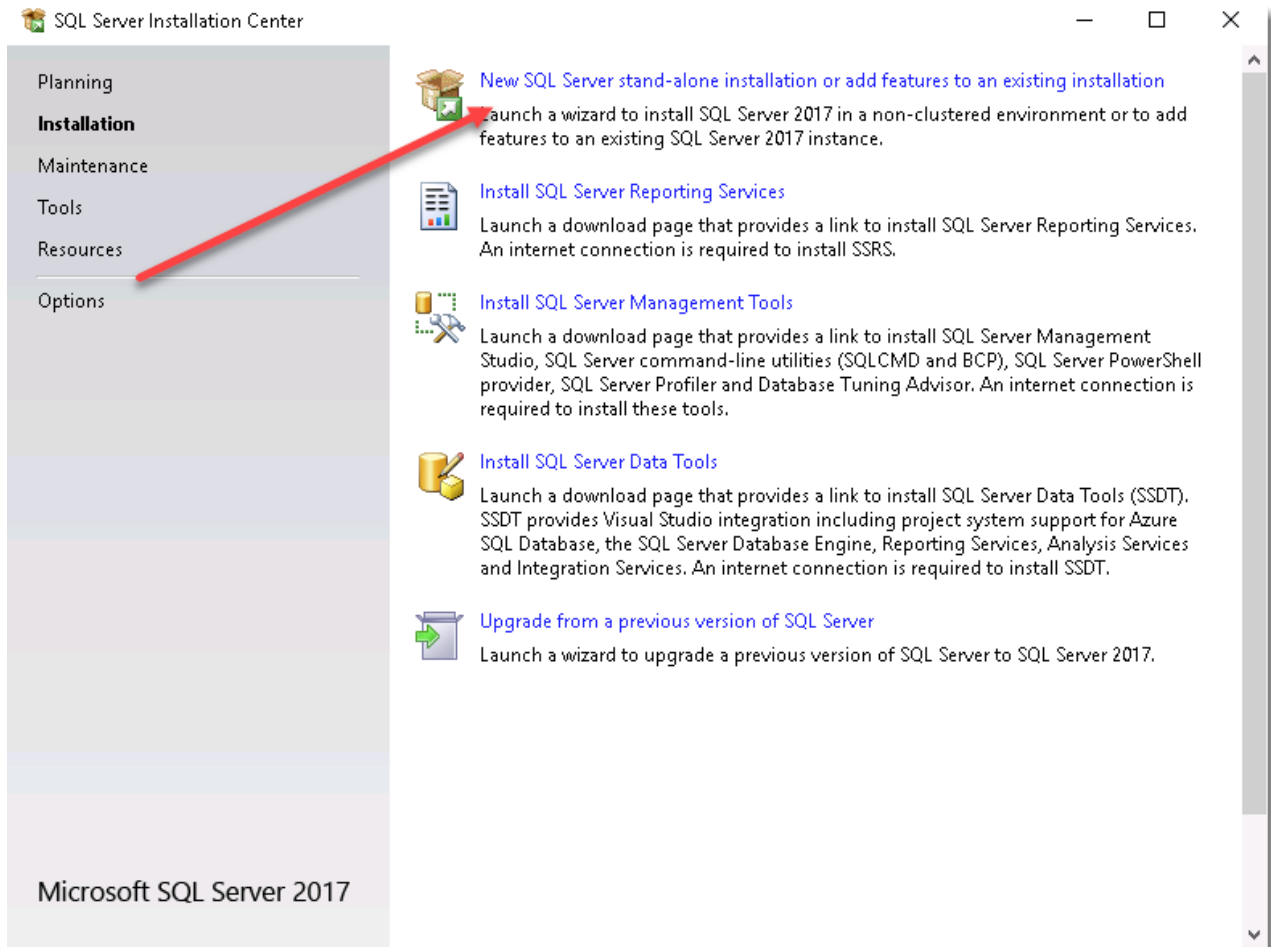 SQL Server Installation Center
Planning
Installation
Maintenance
Tools
Resources
Options
Microsoft SQL Server 2017
New SQL Server stand-alone installation or add features to an existing installation
Launch a wizard to install SQL Server 2017 in a non-clustered environment or to add
features to an existing SQL Server 2017 instance.
Install SQL Server Reporting Services
Launch a download page that provides a link to install SQL Server Reporting Services.
An internet connection is required to install SSRS.
Install SQL Server Management Tools
Launch a download page that provides a link to install SQL Server Management
Studio, SQL Server command-line utilities (SQLCMD and BCP), SQL Server PowerShell
provider, SQL Server Profiler and Database Tuning Advisor. An internet connection is
required to install these tools.
Install SQL Server Data Tools
Launch a download page that provides a link to install SQL Server Data Tools (SSDT).
SSDT provides Visual Studio integration including project system support for Azure
SQL Database, the SQL Server Database Engine, Reporting Services, Analysis Services
and Integration Services. An internet connection is required to install SSDT.
Upgrade from a previous version of SQL Server
Launch a wizard to upgrade a previous version of SQL Server to SQL Server 2017.